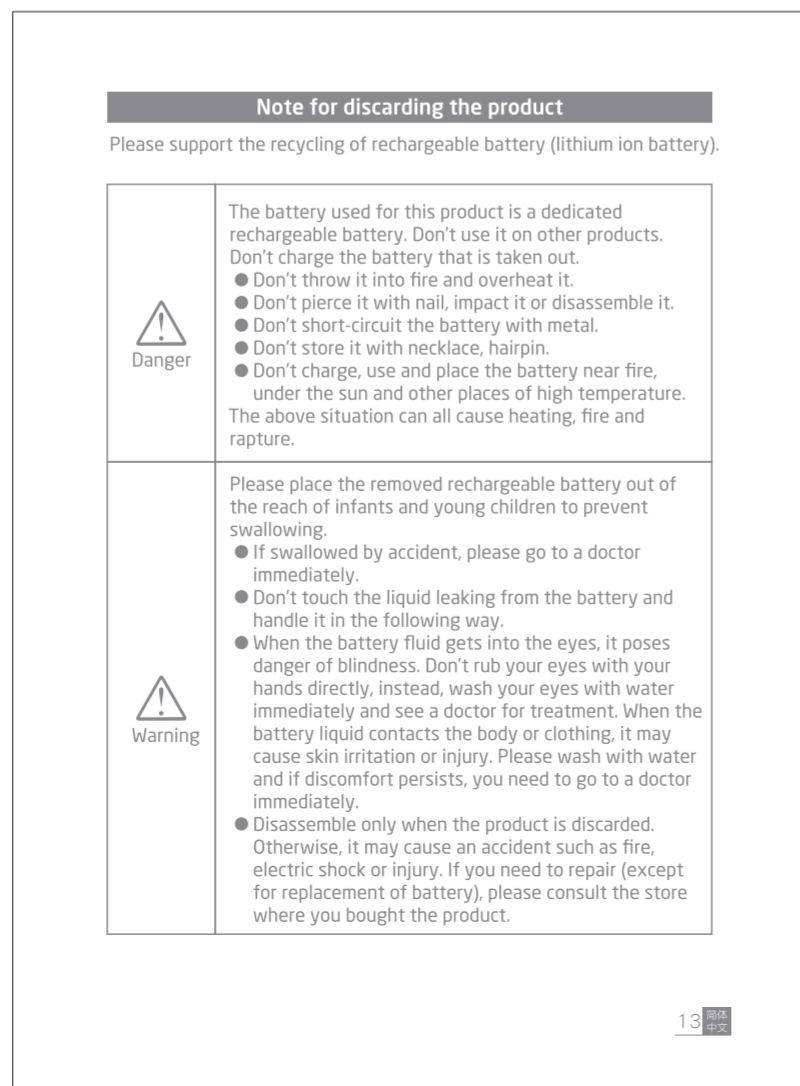 Note for discarding the product
Please support the recycling of rechargeable battery (lithium ion battery).
Danger
The battery used for this product is a dedicated
rechargeable battery. Don't use it on other products.
Don't charge the battery that is taken out.
● Don't throw it into fire and overheat it.
● Don't pierce it with nail, impact it or disassemble it.
● Don't short-circuit the battery with metal.
● Don't store it with necklace, hairpin.
● Don't charge, use and place the battery near fire,
under the sun and other places of high temperature.
The above situation can all cause heating, fire and
rapture.
Warning
Please place the removed rechargeable battery out of
the reach of infants and young children to prevent
swallowing.
● If swallowed by accident, please go to a doctor
immediately.
● Don't touch the liquid leaking from the battery and
handle it in the following way.
● When the battery fluid gets into the eyes, it poses
danger of blindness. Don't rub your eyes with your
hands directly, instead, wash your eyes with water
immediately and see a doctor for treatment. When the
battery liquid contacts the body or clothing, it may
cause skin irritation or injury. Please wash with water
and if discomfort persists, you need to go to a doctor
immediately.
● Disassemble only when the product is discarded.
Otherwise, it may cause an accident such as fire,
electric shock or injury. If you need to repair (except
for replacement of battery), please consult the store
where you bought the product.
13
简体
中文